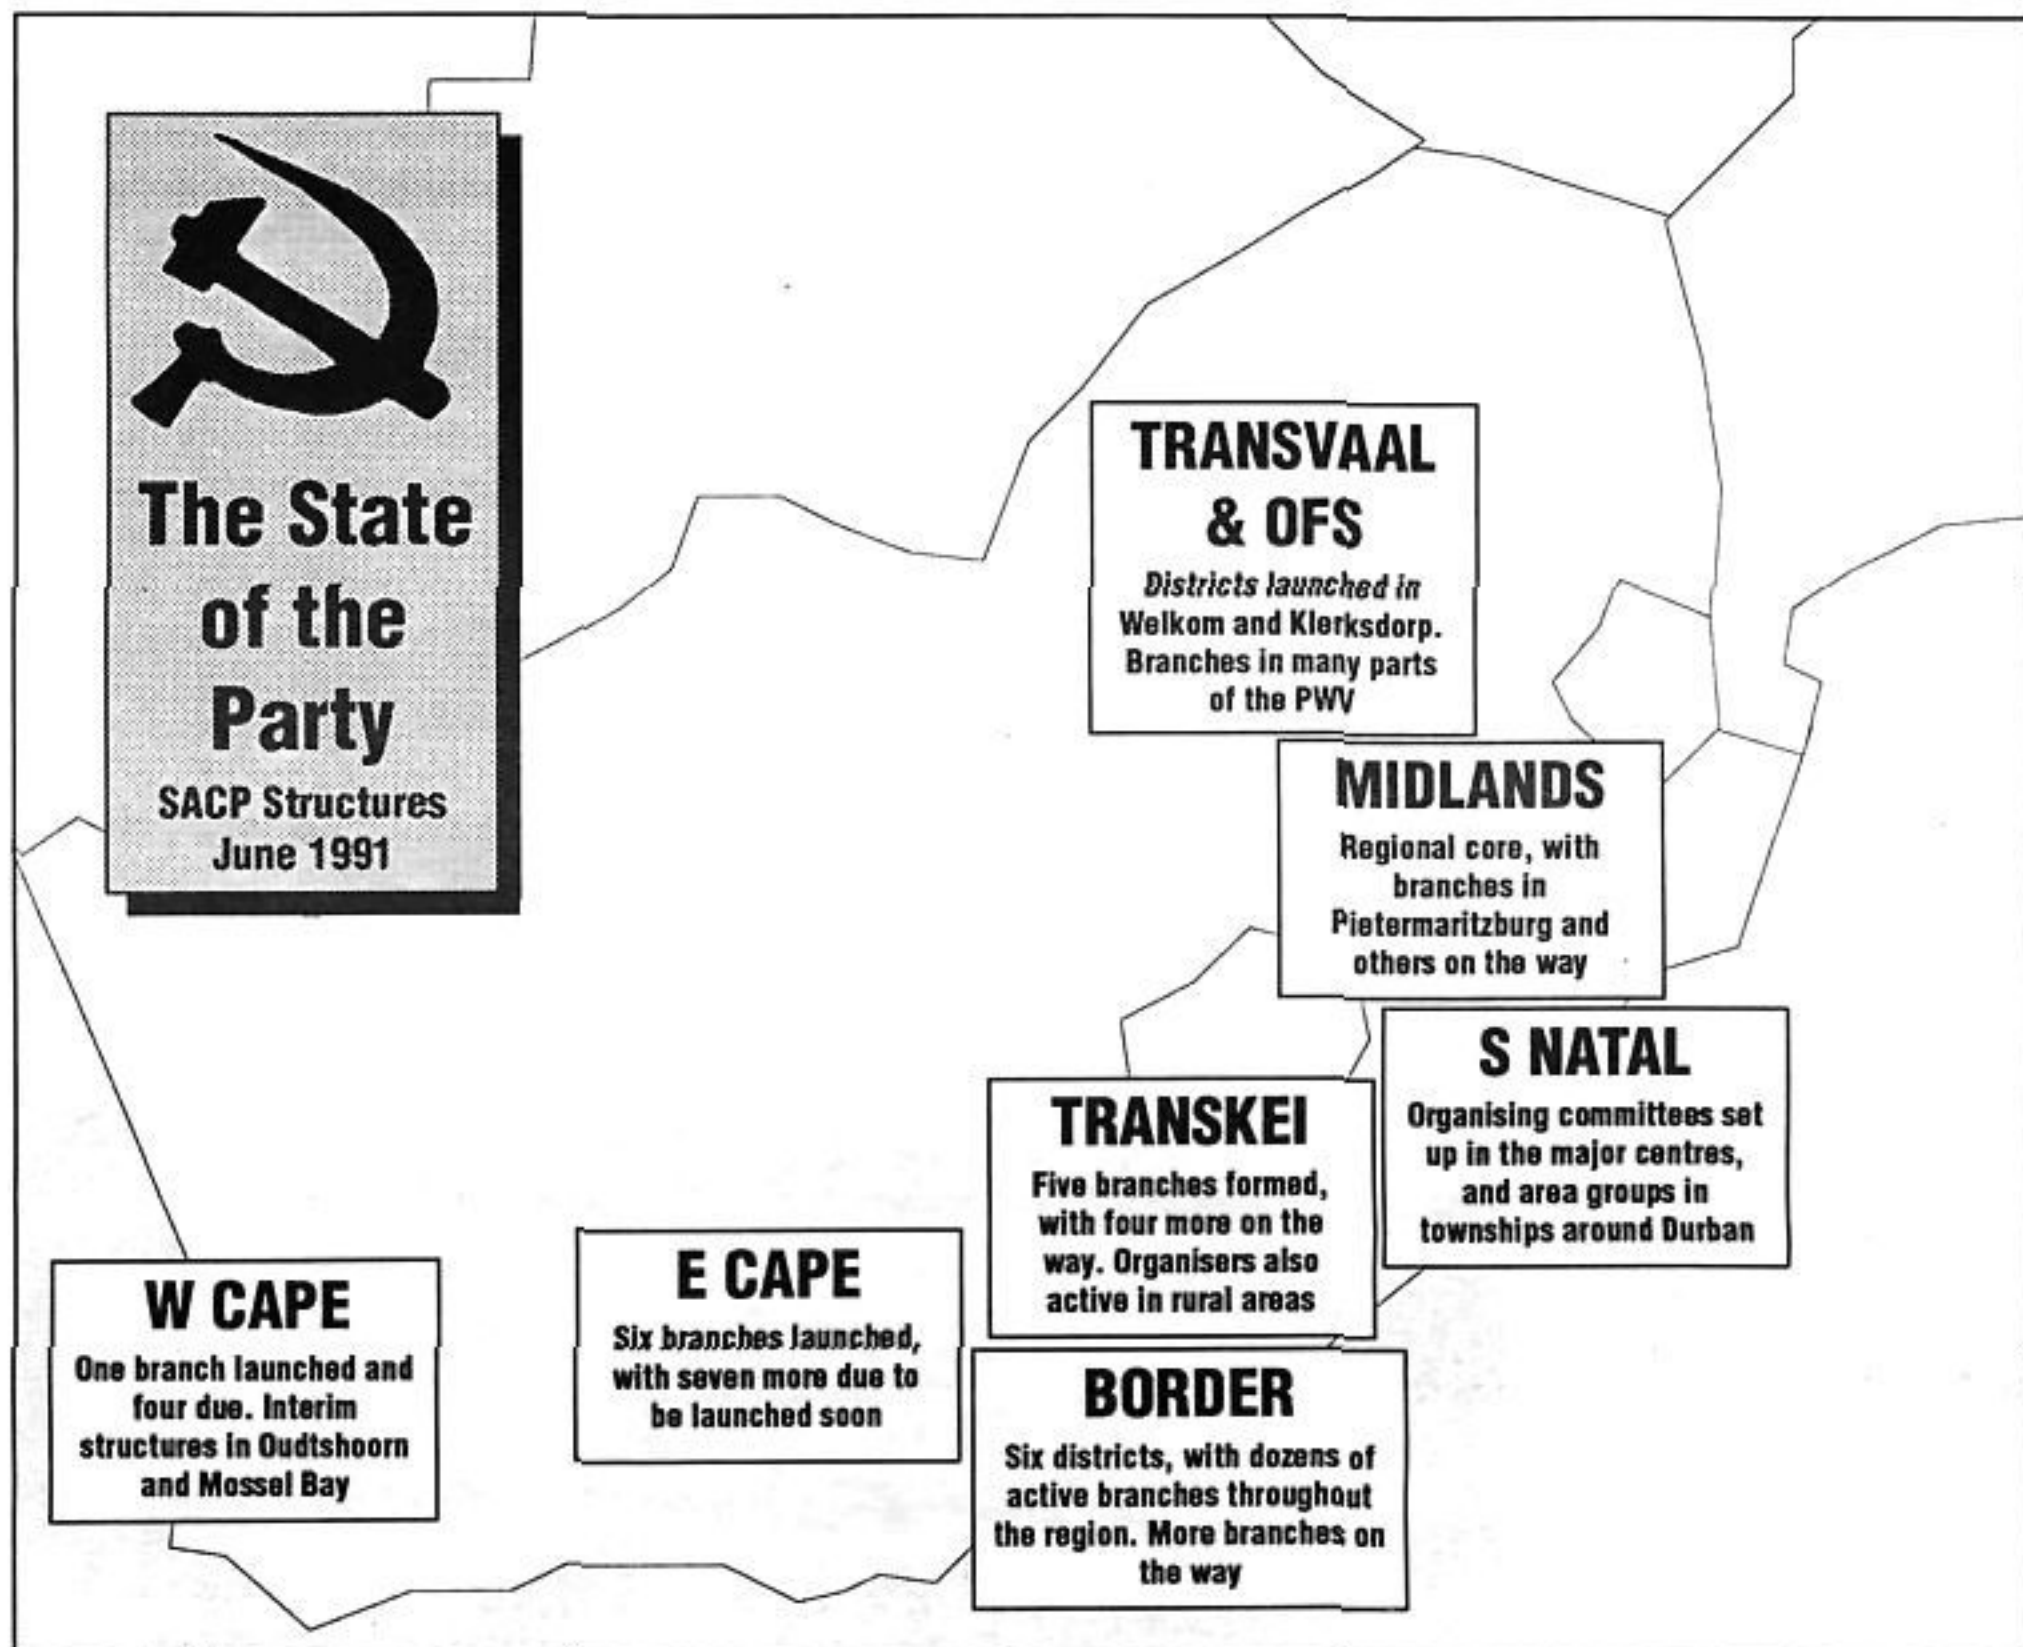 The State
of the
Party
SACP Structures
June 1991
TRANSVAAL
& OFS
Districts launched in
Welkom and Klerksdorp.
Branches in many parts
of the PWV
MIDLANDS
Regional core, with
branches in
Pietermaritzburg and
others on the way
S NATAL
Organising committees set
up in the major centres,
and area groups in
townships around Durban
TRANSKEI
Five branches formed,
with four more on the
way. Organisers also
active in rural areas
E CAPE
Six branches launched,
with seven more due to
be launched soon
W CAPE
One branch launched and
four due. Interim
structures in Oudtshoorn
and Mossel Bay
BORDER
Six districts, with dozens of
active branches throughout
the region. More branches on
the way